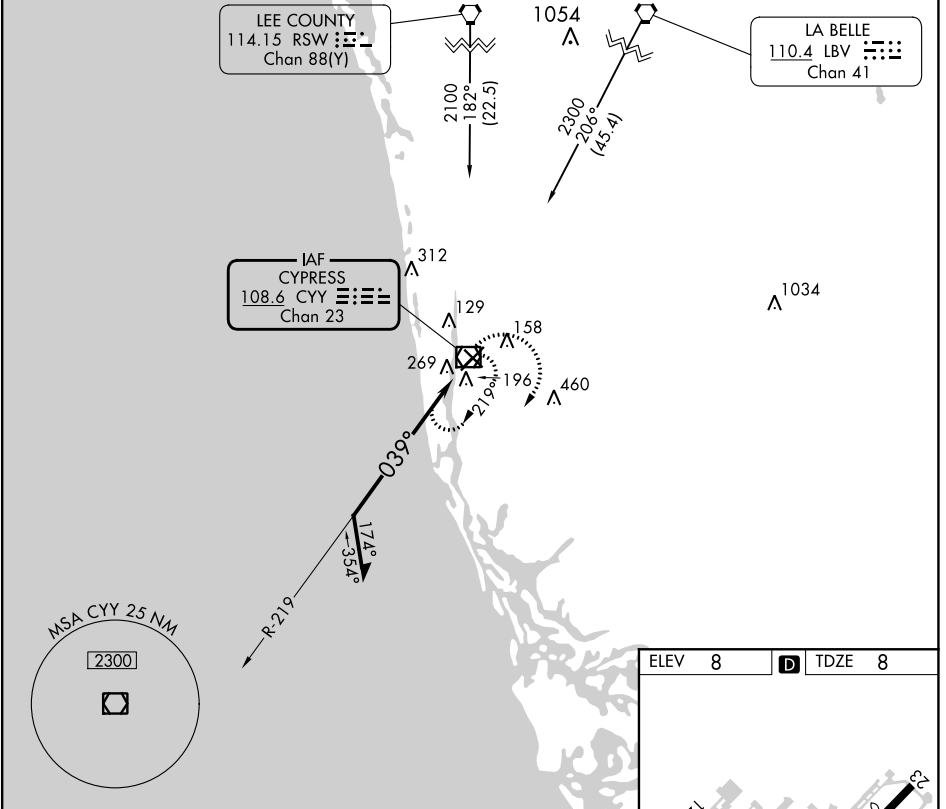 LEE COUNTY
114.15 RSW
Chan 88(Y)
1054
LA BELLE
110.4 LBV
Chan 41
2100
182°
(22.5)
2300
206°
(45.4)
IAF
CYPRESS
108.6 CYY
Chan 23
312
129
158
1034
269
196
460
219°
039°
174°
354°
R-219
MSA CYY 25 NM
2300
ELEV 8 D TDZE 8
23